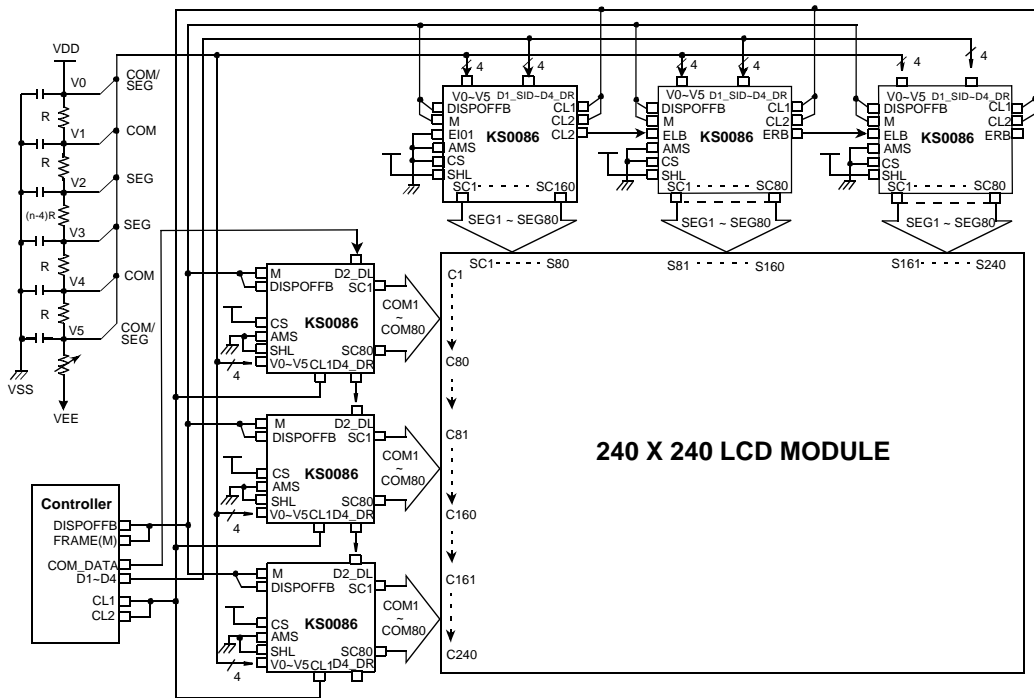 VDD
V0
COM/
SEG
R
V1
COM
R
V2
SEG
(n-4)R
V3
SEG
R
V4
COM
R
V5
COM/
SEG
VSS
VEE
4
4
V0~V5 D1_SID~D4_DR
DISPOFFB
M
EI01
AMS
CS
SHL
KS0086
CL1
CL2
CL2
SC1
SC160
SEG1 ~ SEG80
4
4
V0~V5 D1_SID~D4_DR
DISPOFFB
M
ELB
AMS
CS
SHL
KS0086
CL1
CL2
ERB
SC1
SC80
SEG1 ~ SEG80
4
4
V0~V5 D1_SID~D4_DR
DISPOFFB
M
ELB
AMS
CS
SHL
KS0086
CL1
CL2
ERB
SC1
SC80
SEG1 ~ SEG80
M
DISPOFFB
D2_DL
SC1
KS0086
CS
AMS
SHL
SC80
V0~V5 CL1 D4_DR
4
COM1
~
COM80
M
DISPOFFB
D2_DL
SC1
KS0086
CS
AMS
SHL
SC80
V0~V5 CL1 D4_DR
4
COM1
~
COM80
M
DISPOFFB
D2_DL
SC1
KS0086
CS
AMS
SHL
SC80
V0~V5 CL1 D4_DR
4
COM1
~
COM80
Controller
DISPOFFB
FRAME(M)
COM_DATA
D1~D4
CL1
CL2
SC1
S80
S81
S160
S161
S240
C1
C80
C81
C160
C161
C240
240 X 240 LCD MODULE